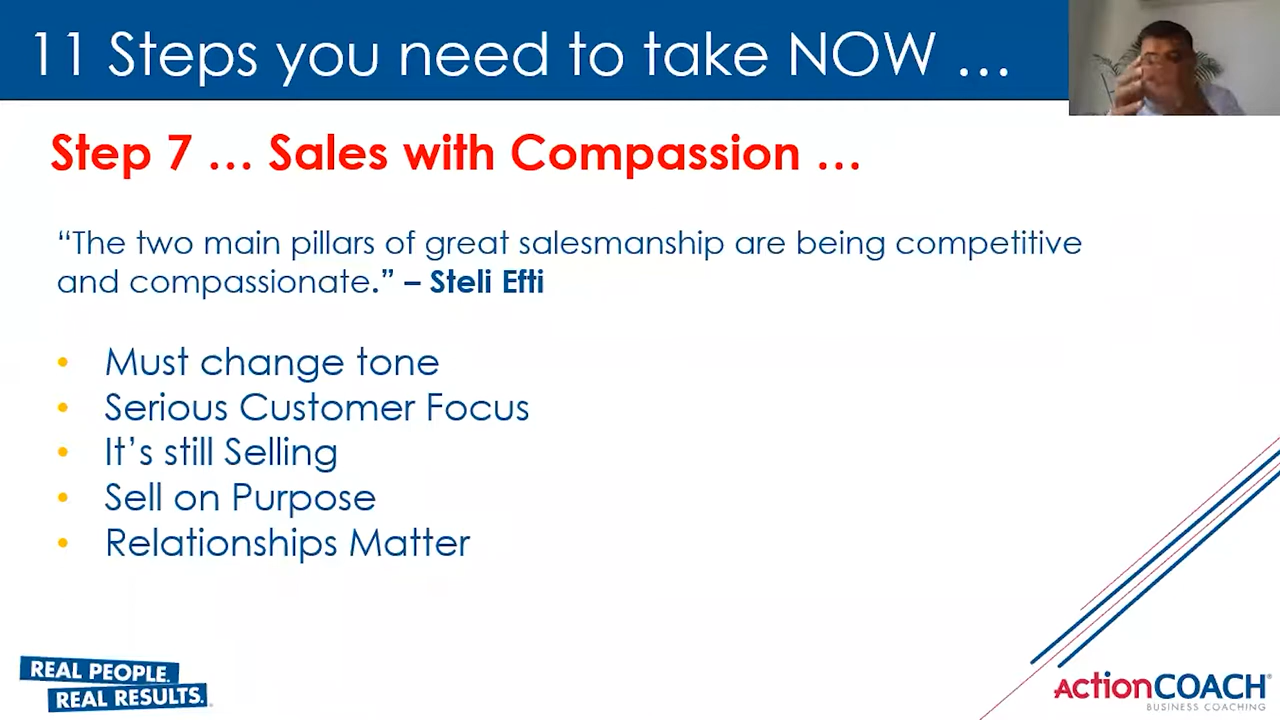 11 Steps you need to take NOW ...
Step 7 ... Sales with Compassion ...
“The two main pillars of great salesmanship are being competitive
and compassionate.” – Steli Efti
• Must change tone
• Serious Customer Focus
• It’s still Selling
• Sell on Purpose
• Relationships Matter
REAL PEOPLE.
REAL RESULTS.
ActionCOACH®
BUSINESS COACHING